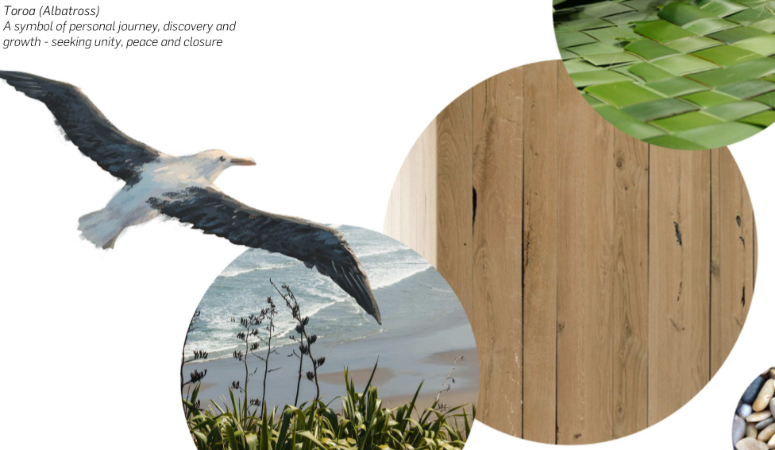 Toroa (Albatross)
A symbol of personal journey, discovery and
growth - seeking unity, peace and closure